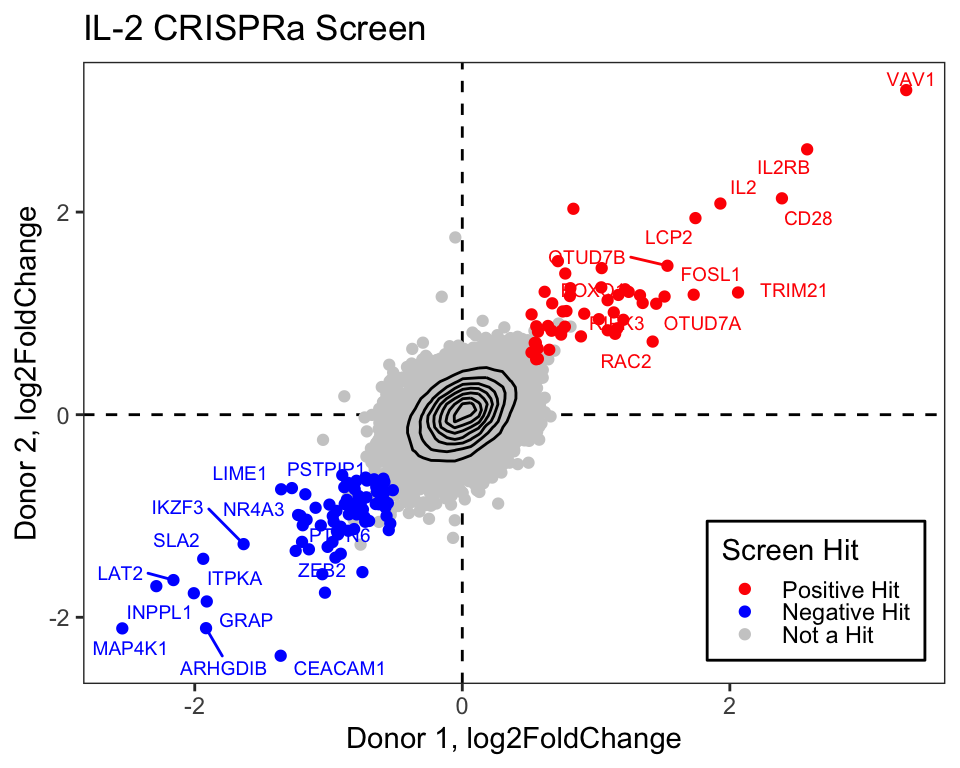 IL-2 CRISPRa Screen
VAV1
IL2RB
IL2
CD28
LCP2
OTUD7B
FOSL1
TRIM21
OTUD7A
RAC2
2
0
-2
Donor 2, log2FoldChange
PSTPIP1
LIME1
IKZF3
NR4A3
PTPN6
SLA2
ZEB2
LAT2
ITPKA
INPPL1
GRAP
MAP4K1
ARHGDIB
CEACAM1
Screen Hit
Positive Hit
Negative Hit
Not a Hit
-2
0
2
Donor 1, log2FoldChange